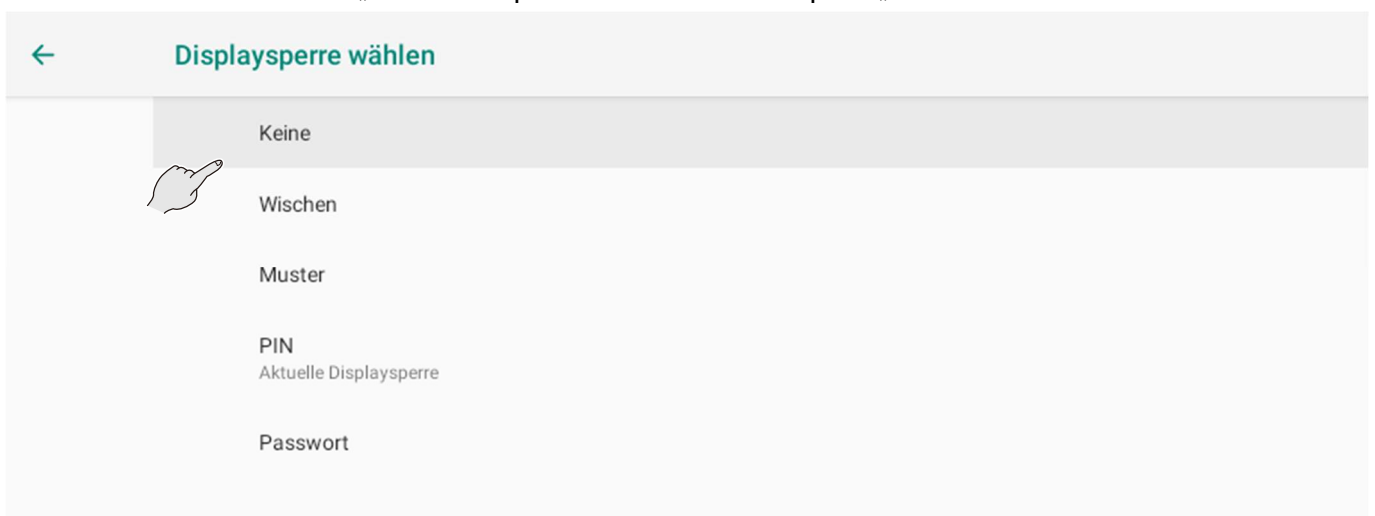 Displaysperre wählen
Keine
Wischen
Muster
PIN
Aktuelle Displaysperre
Passwort